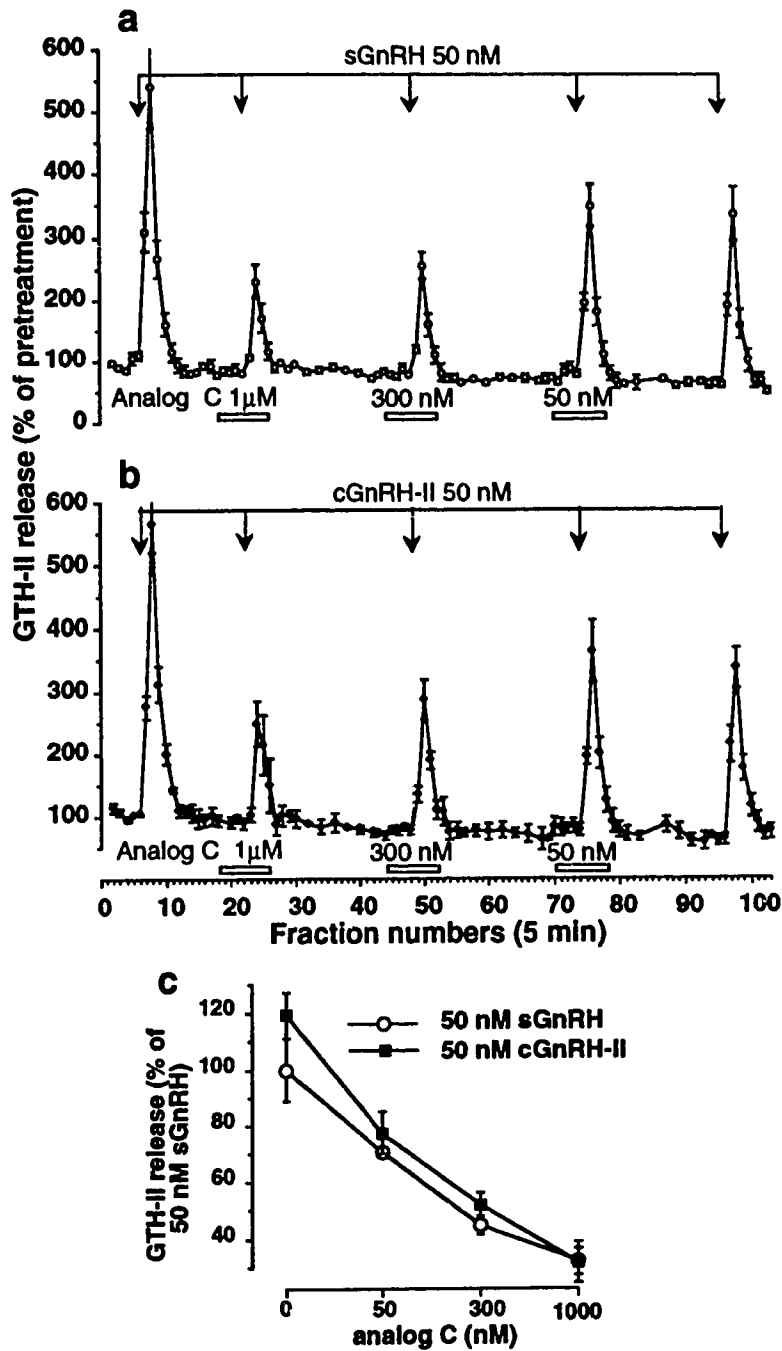 a
600
sGnRH 50 nM
500
400
300
200
100
0
Analog C 1µM
300 nM
50 nM
GTH-II release (% of pretreatment)
b
600
cGnRH-II 50 nM
500
400
300
200
100
Analog C 1µM
300 nM
50 nM
0 10 20 30 40 50 60 70 80 90 100
Fraction numbers (5 min)
c
GTH-II release (% of
50 nM sGnRH)
120
100
80
60
40
50 nM sGnRH
50 nM cGnRH-II
0 50 300 1000
analog C (nM)